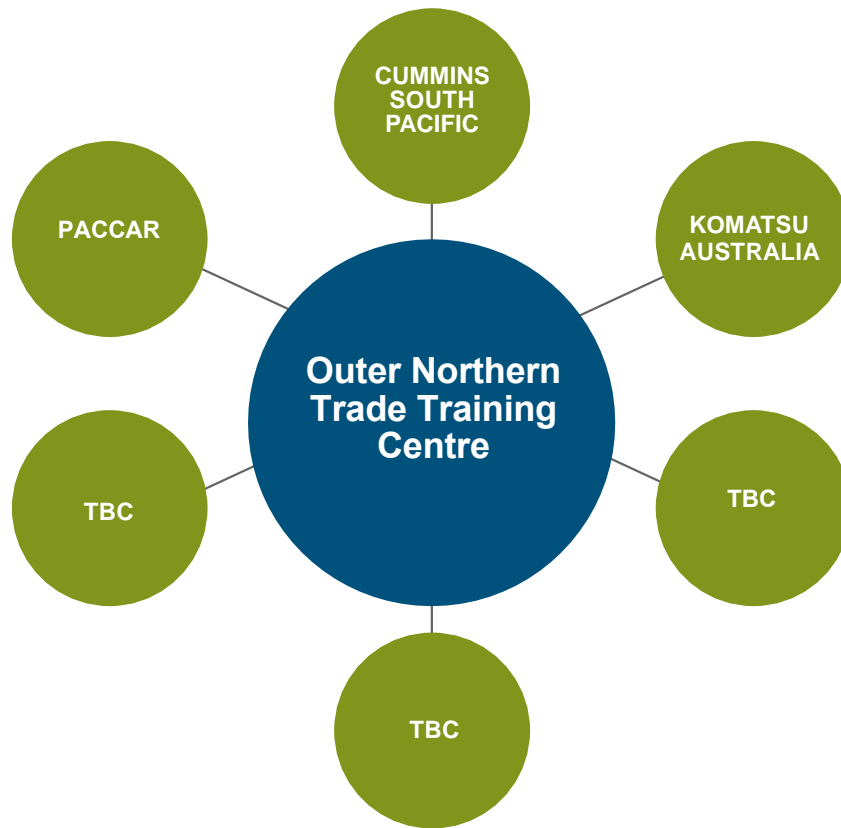 CUMMINS
SOUTH
PACIFIC
PACCAR
KOMATSU
AUSTRALIA
Outer Northern
Trade Training
Centre
TBC
TBC
TBC